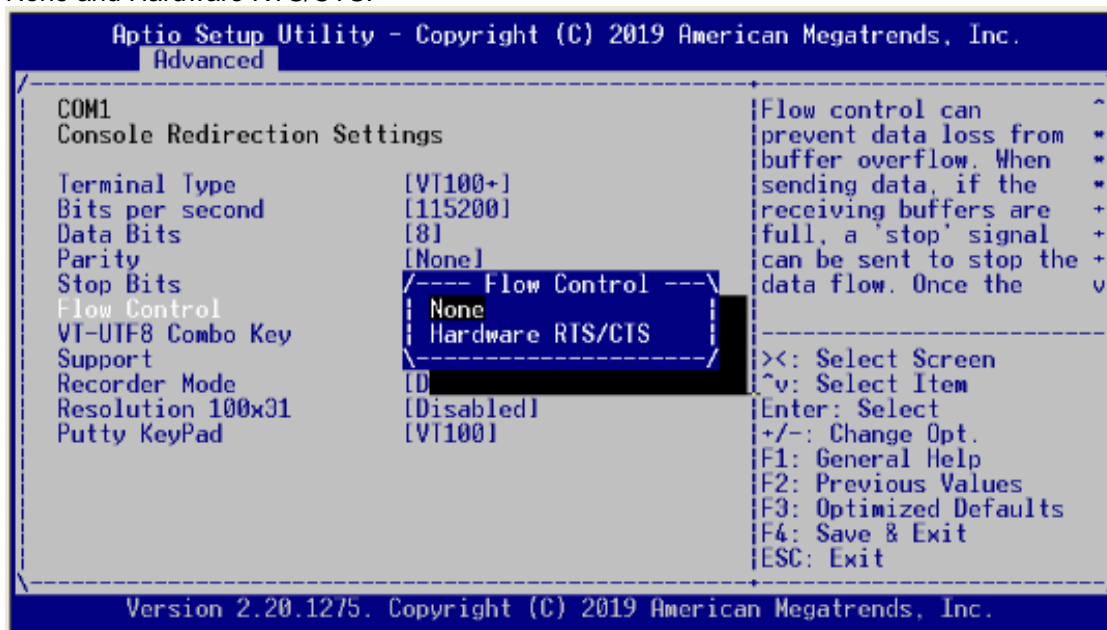 None and Hardware RTS/CTS.
Aptio Setup Utility - Copyright (C) 2019 American Megatrends, Inc.
Advanced
COM1
Console Redirection Settings
Terminal Type [VT100+]
Bits per second [115200]
Data Bits [8]
Parity [None]
Stop Bits
Flow Control
VT-UTF8 Combo Key
Support
Recorder Mode [D
Resolution 100x31 [Disabled]
Putty KeyPad [VT100]
---- Flow Control ---
None
Hardware RTS/CTS
Flow control can
prevent data loss from
buffer overflow. When
sending data, if the
receiving buffers are
full, a 'stop' signal
can be sent to stop the
data flow. Once the
><: Select Screen
^v: Select Item
Enter: Select
+/-: Change Opt.
F1: General Help
F2: Previous Values
F3: Optimized Defaults
F4: Save & Exit
ESC: Exit
Version 2.20.1275. Copyright (C) 2019 American Megatrends, Inc.